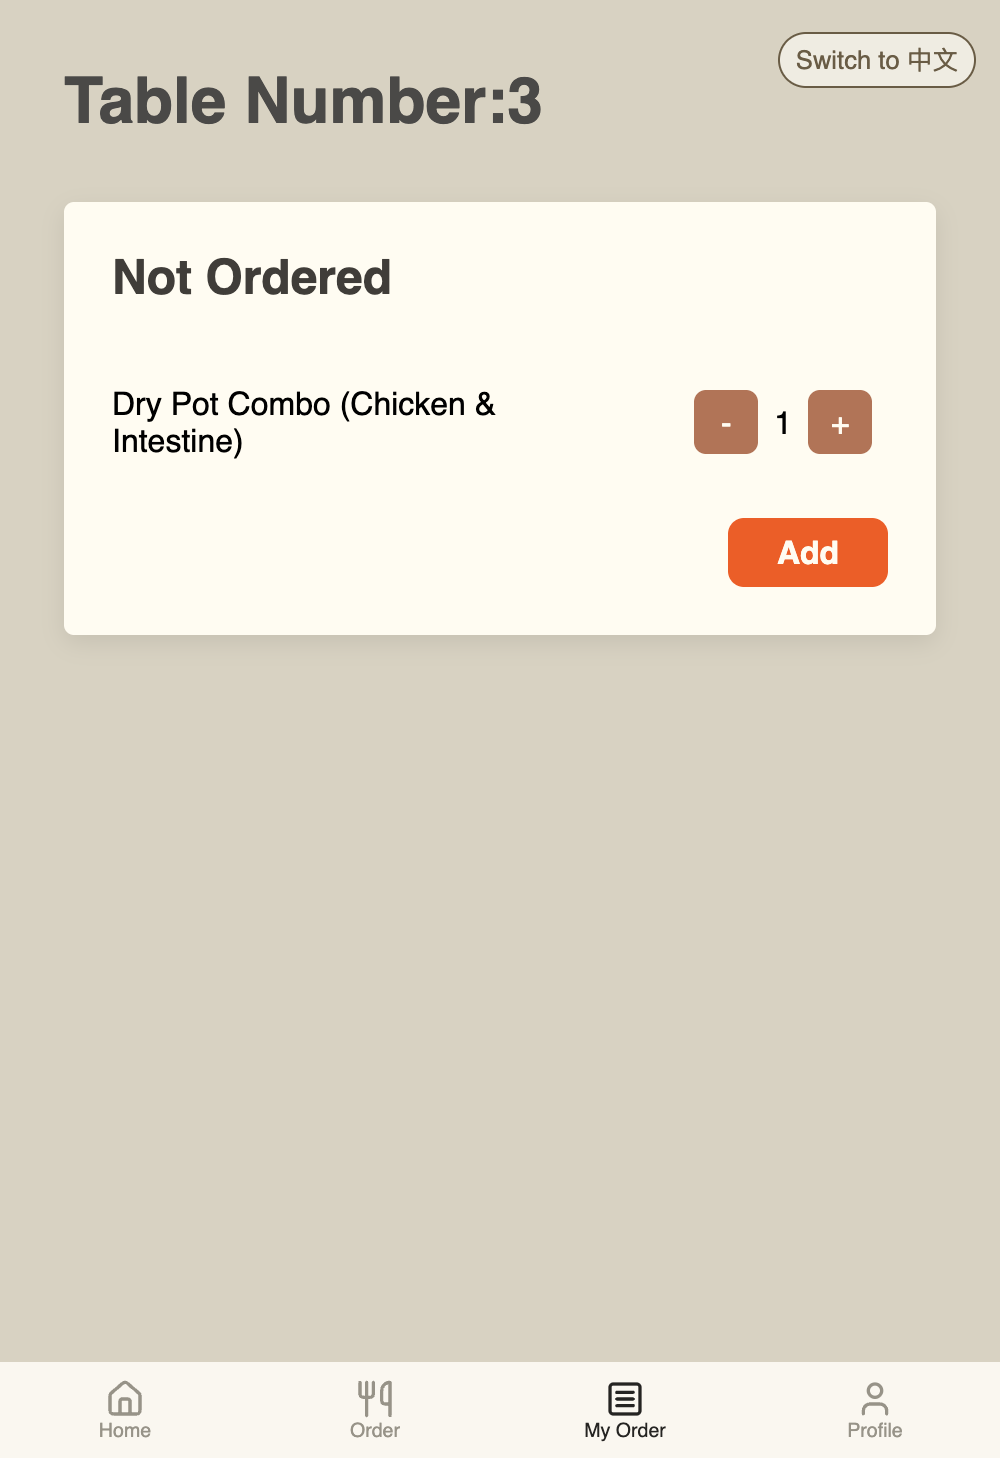 Switch to 中文
Table Number:3
Not Ordered
Dry Pot Combo (Chicken &
Intestine)
- 1 +
Add
Home
Order
My Order
Profile